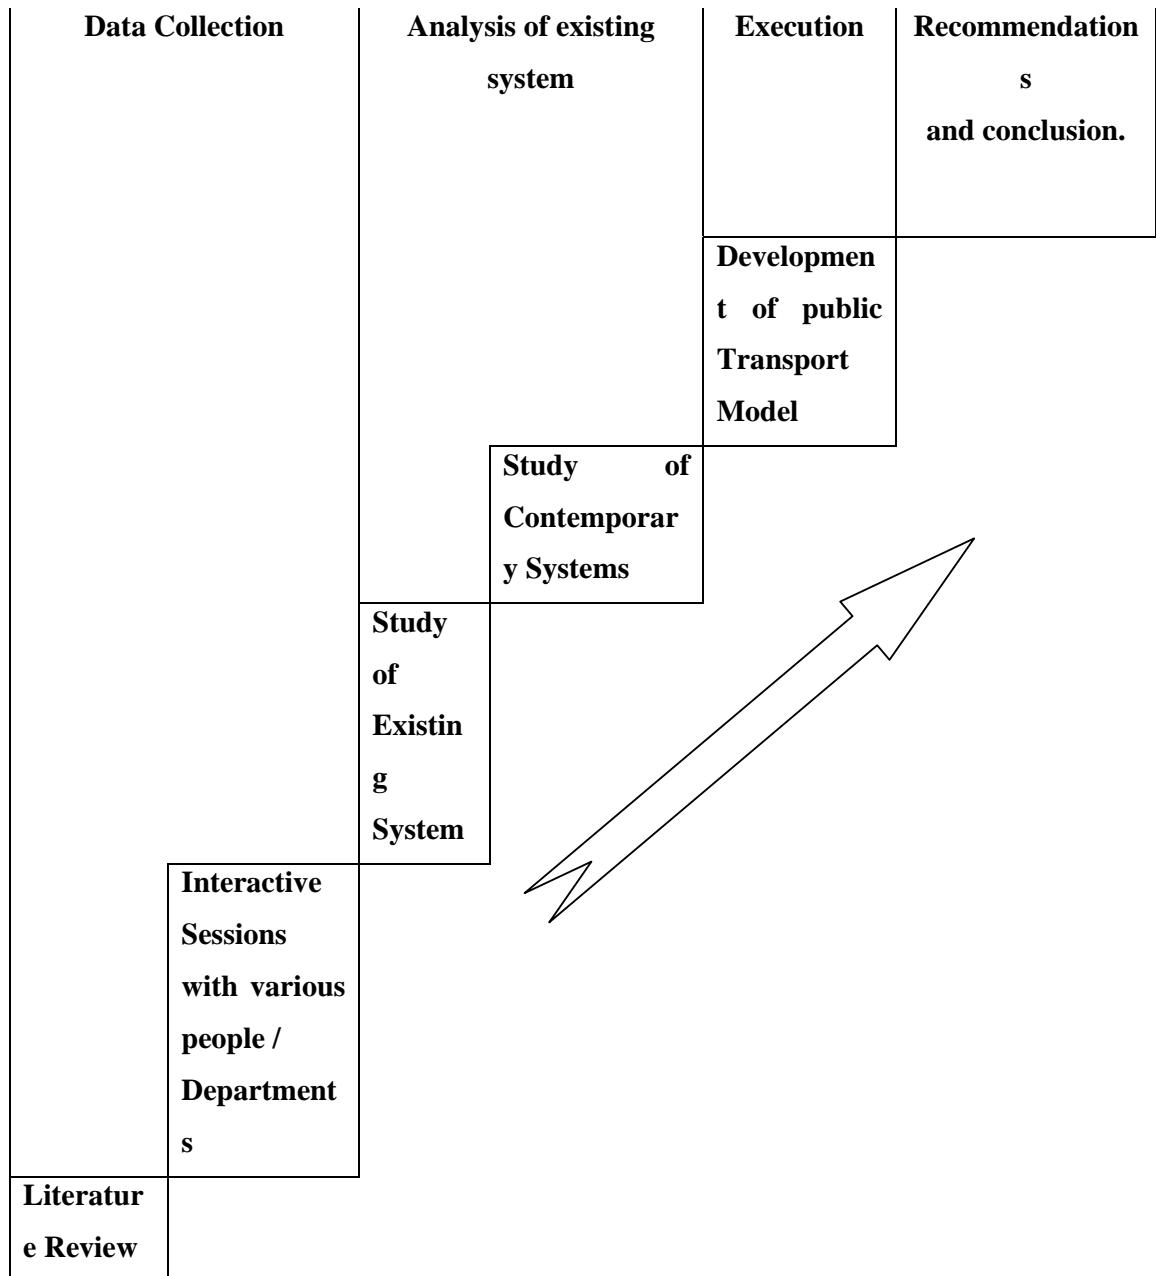 Data Collection
Analysis of existing
system
Execution
Recommendation
s
and conclusion.
Developmen
t of public
Transport
Model
Study of
Contemporar
y Systems
Study
of
Existin
g
System
Interactive
Sessions
with various
people /
Department
s
Literatur
e Review